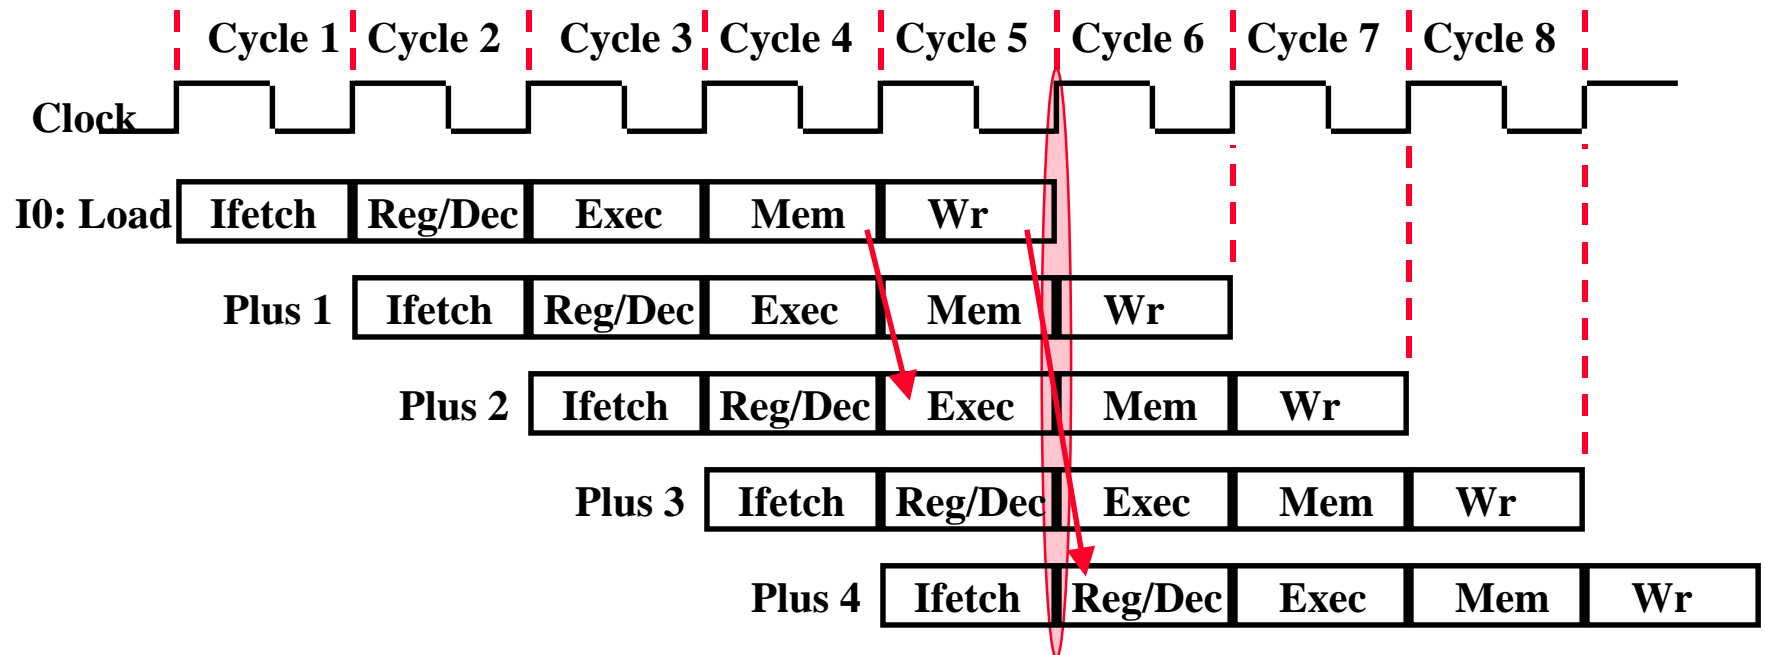 Cycle 1 Cycle 2 Cycle 3 Cycle 4 Cycle 5 Cycle 6 Cycle 7 Cycle 8
Clock
I0: Load Ifetch Reg/Dec Exec Mem Wr
Plus 1 Ifetch Reg/Dec Exec Mem Wr
Plus 2 Ifetch Reg/Dec Exec Mem Wr
Plus 3 Ifetch Reg/Dec Exec Mem Wr
Plus 4 Ifetch Reg/Dec Exec Mem Wr